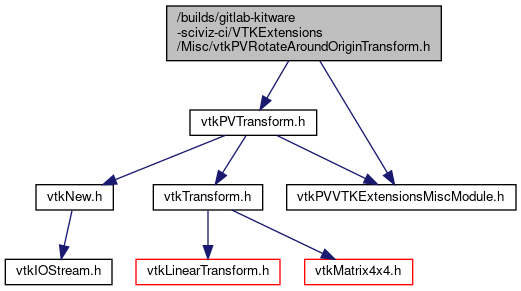 /builds/gitlab-kitware
-sciviz-ci/VTKExtensions
/Misc/vtkPVRotateAroundOriginTransform.h
vtkPVTransform.h
vtkNew.h
vtkTransform.h
vtkPVVTKExtensionsMiscModule.h
vtkIOStream.h
vtkLinearTransform.h
vtkMatrix4x4.h